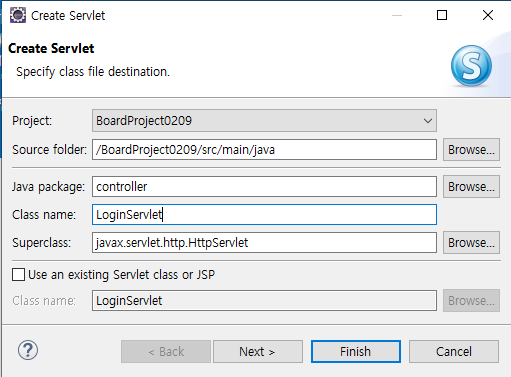 Create Servlet
Create Servlet
Specify class file destination.
S
Project: BoardProject0209
Source folder: /BoardProject0209/src/main/java Browse...
Java package: controller Browse...
Class name: LoginServlet
Superclass: javax.servlet.http.HttpServlet Browse...
Use an existing Servlet class or JSP
Class name: LoginServlet Browse...
? < Back Next > Finish Cancel